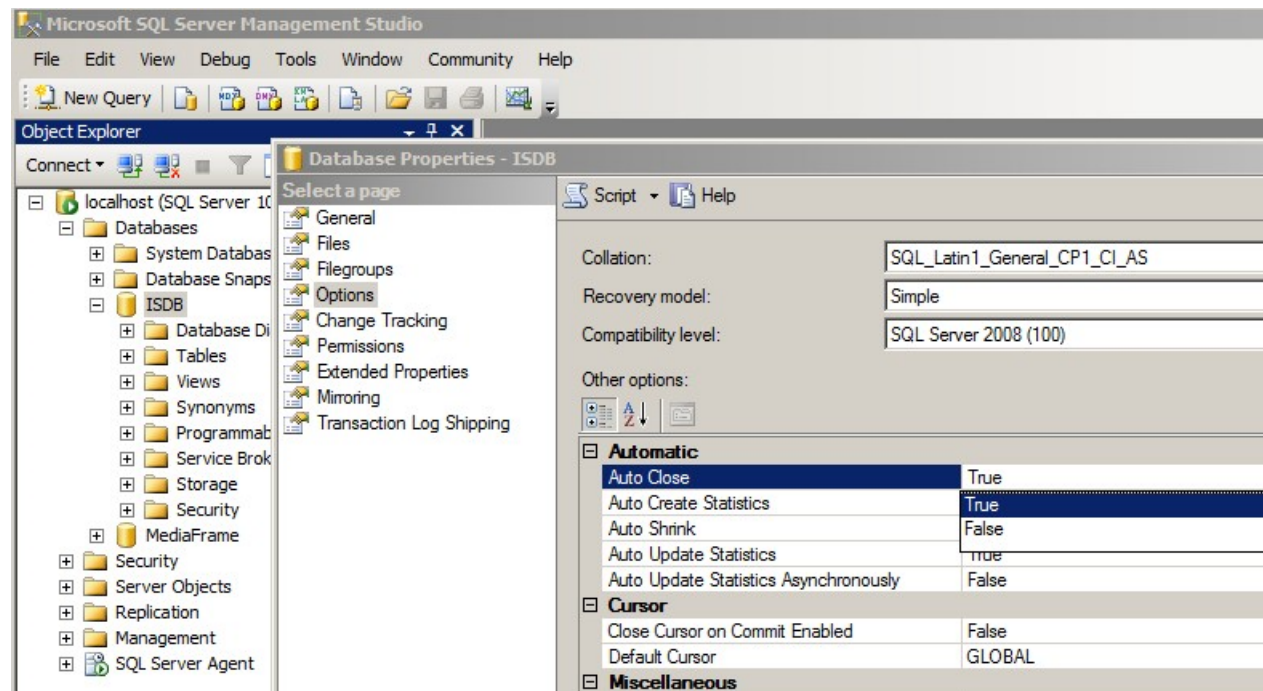 Microsoft SQL Server Management Studio
File Edit View Debug Tools Window Community Help
New Query
Object Explorer
Connect
localhost (SQL Server 10
Databases
System Databas
Database Snaps
ISDB
Database Di
Tables
Views
Synonyms
Programmab
Service Brok
Storage
Security
MediaFrame
Security
Server Objects
Replication
Management
SQL Server Agent
Database Properties - ISDB
Select a page
General
Files
Filegroups
Options
Change Tracking
Permissions
Extended Properties
Mirroring
Transaction Log Shipping
Script Help
Collation: SQL_Latin1_General_CP1_CI_AS
Recovery model: Simple
Compatibility level: SQL Server 2008 (100)
Other options:
Automatic
Auto Close True
Auto Create Statistics True
Auto Shrink False
Auto Update Statistics True
Auto Update Statistics Asynchronously False
Cursor
Close Cursor on Commit Enabled False
Default Cursor GLOBAL
Miscellaneous